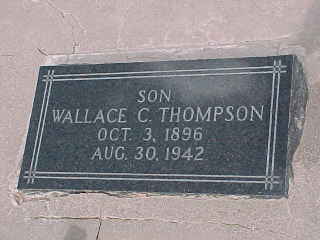 SON
WALLACE C. THOMPSON
OCT. 3, 1896
AUG. 30, 1942